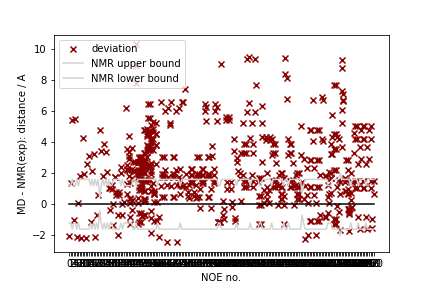 deviation
NMR upper bound
NMR lower bound
MD - NMR(exp): distance / A
10
8
6
4
2
0
−2
NOE no.